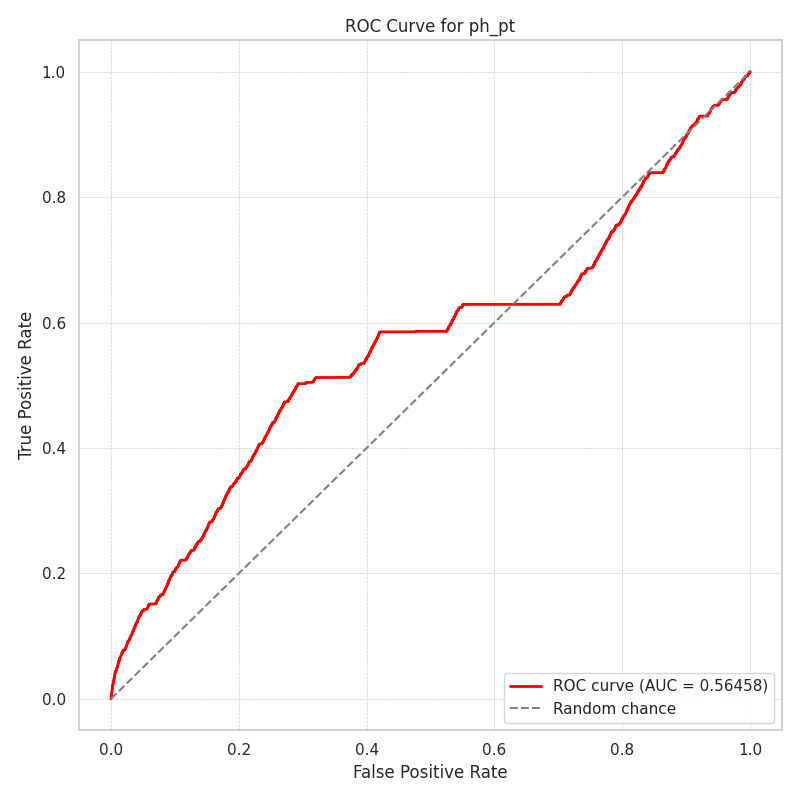 ROC Curve for ph_pt
True Positive Rate
1.0
0.8
0.6
0.4
0.2
0.0
0.0 0.2 0.4 0.6 0.8 1.0
False Positive Rate
ROC curve (AUC = 0.56458)
Random chance